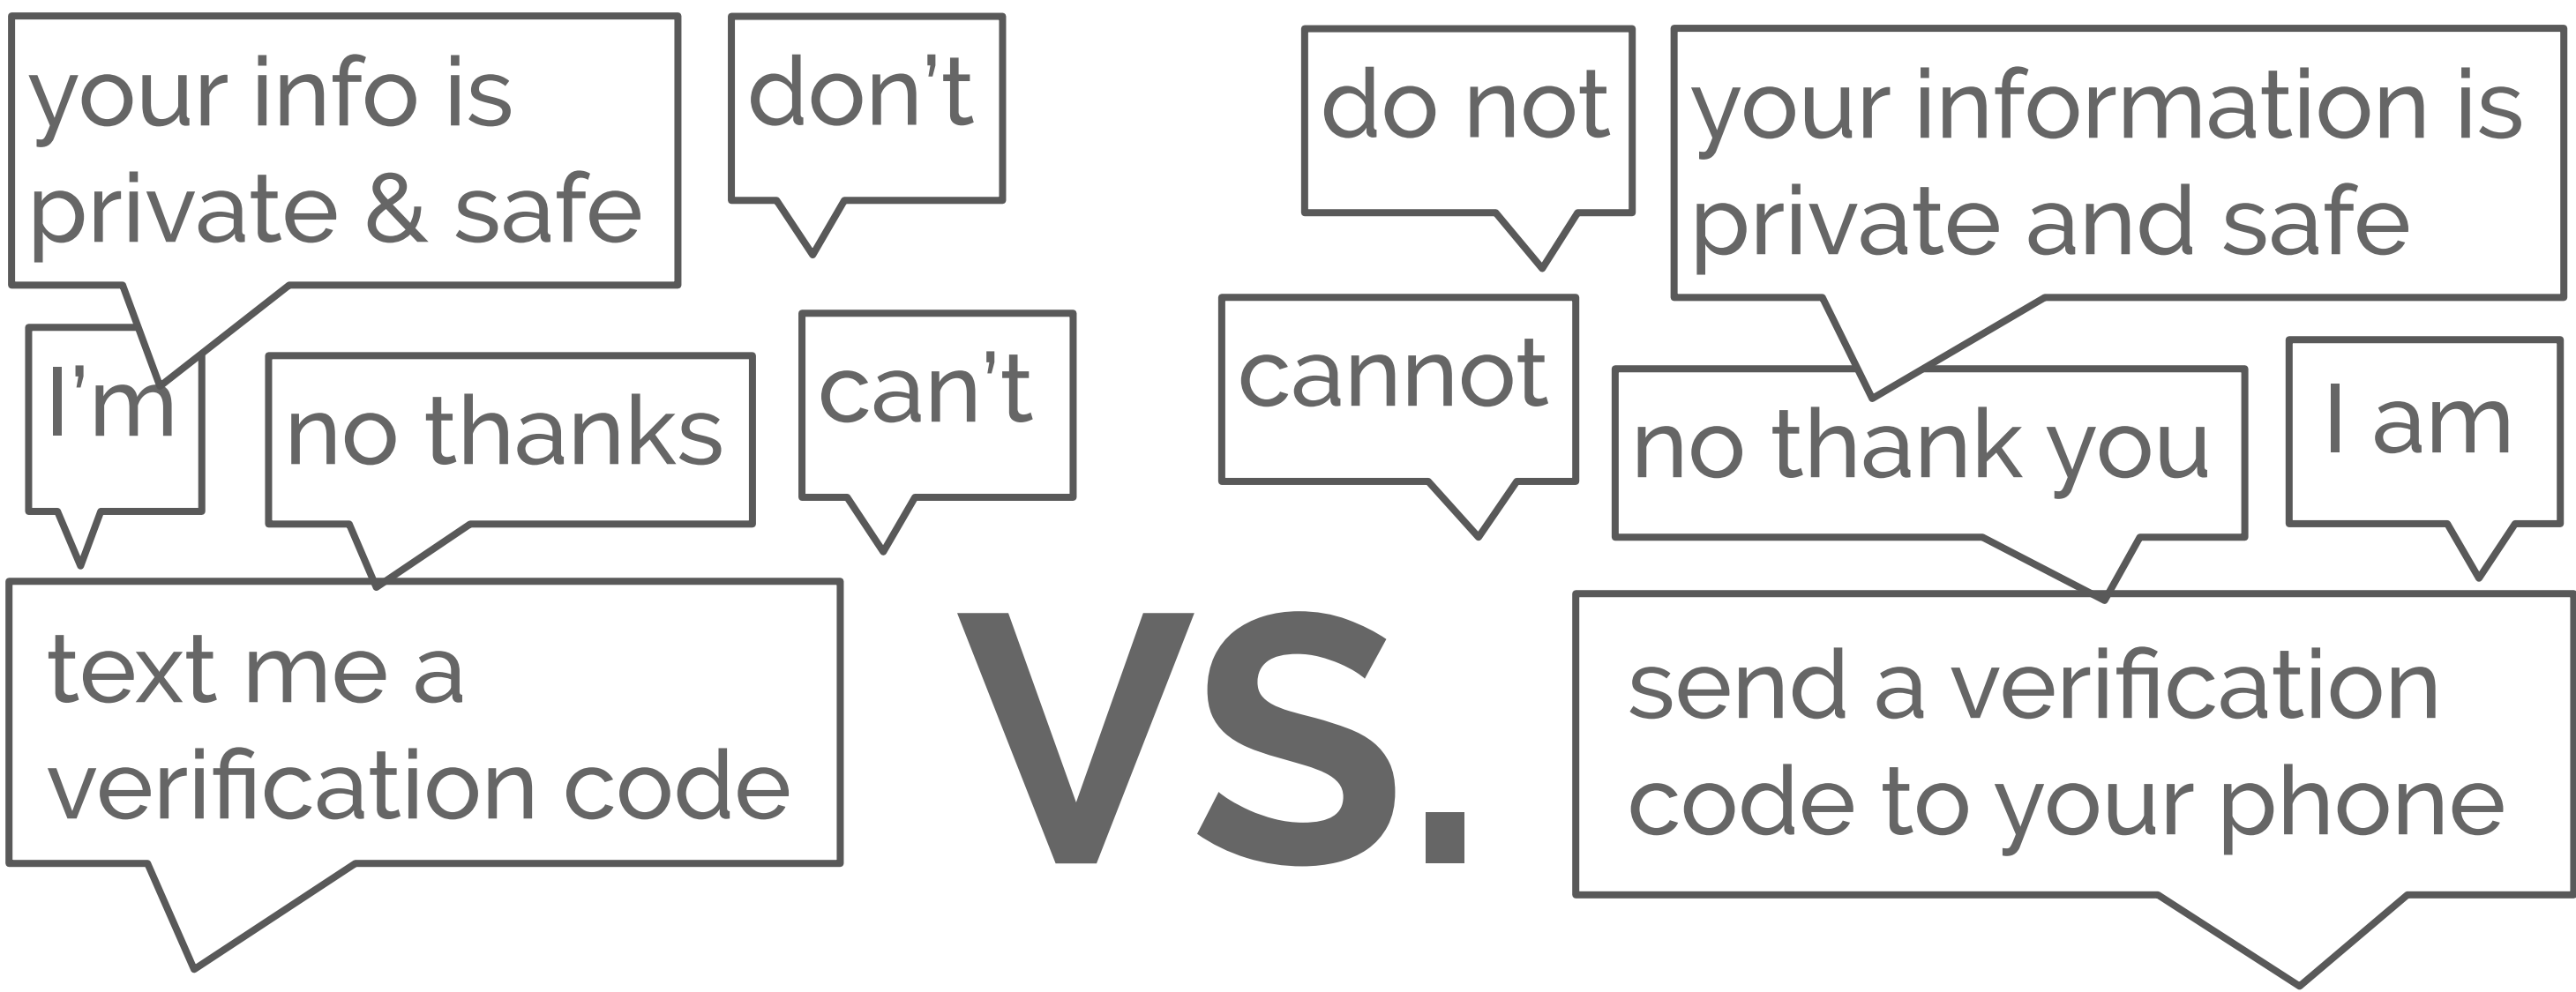 your info is
private & safe
don't
I'm
no thanks
can't
text me a
verification code
VS.
do not
your information is
private and safe
cannot
no thank you
I am
send a verification
code to your phone